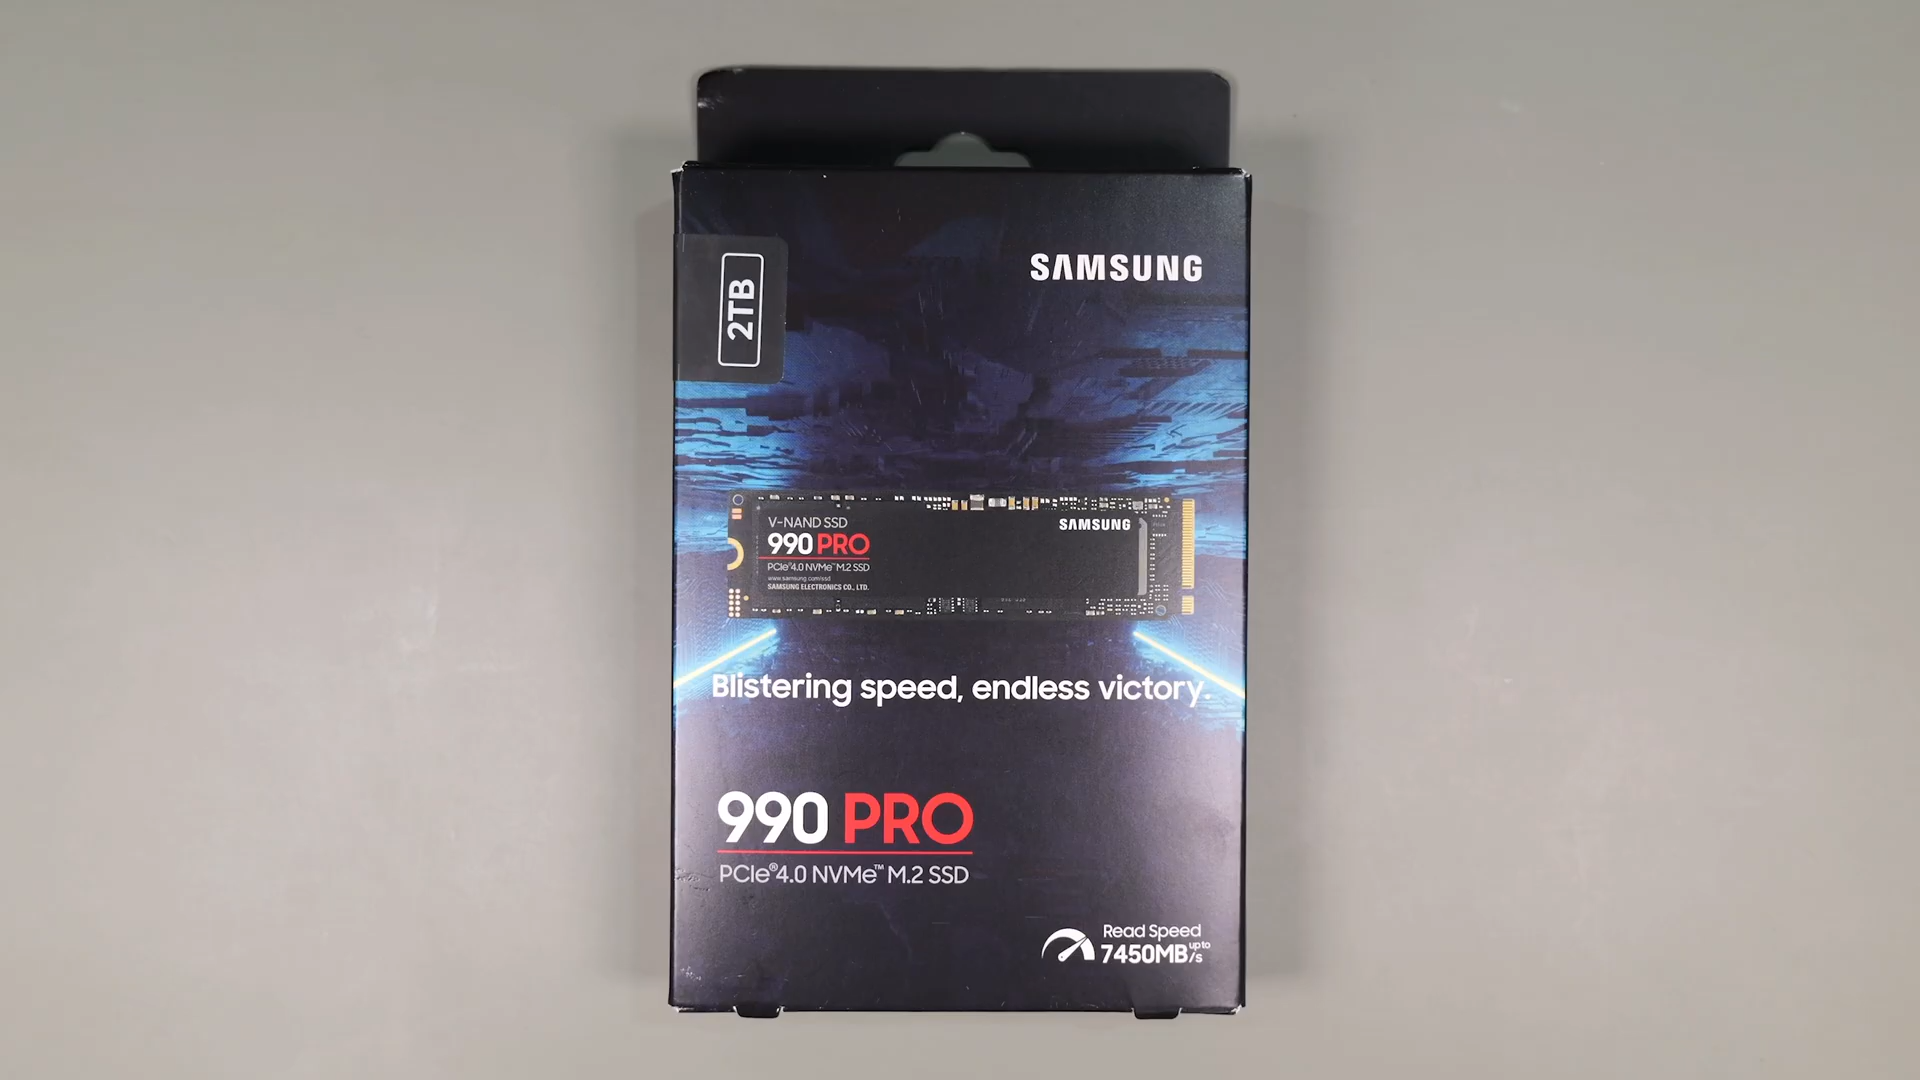 SAMSUNG
2TB
V-NAND SSD
SAMSUNG
990 PRO
PCIe®4.0 NVMe™ M.2 SSD
www.samsung.com/ssd
SAMSUNG ELECTRONICS CO., LTD.
Blistering speed, endless victory.
990 PRO
PCIe®4.0 NVMe™ M.2 SSD
Read Speed
up to
7450MB/s